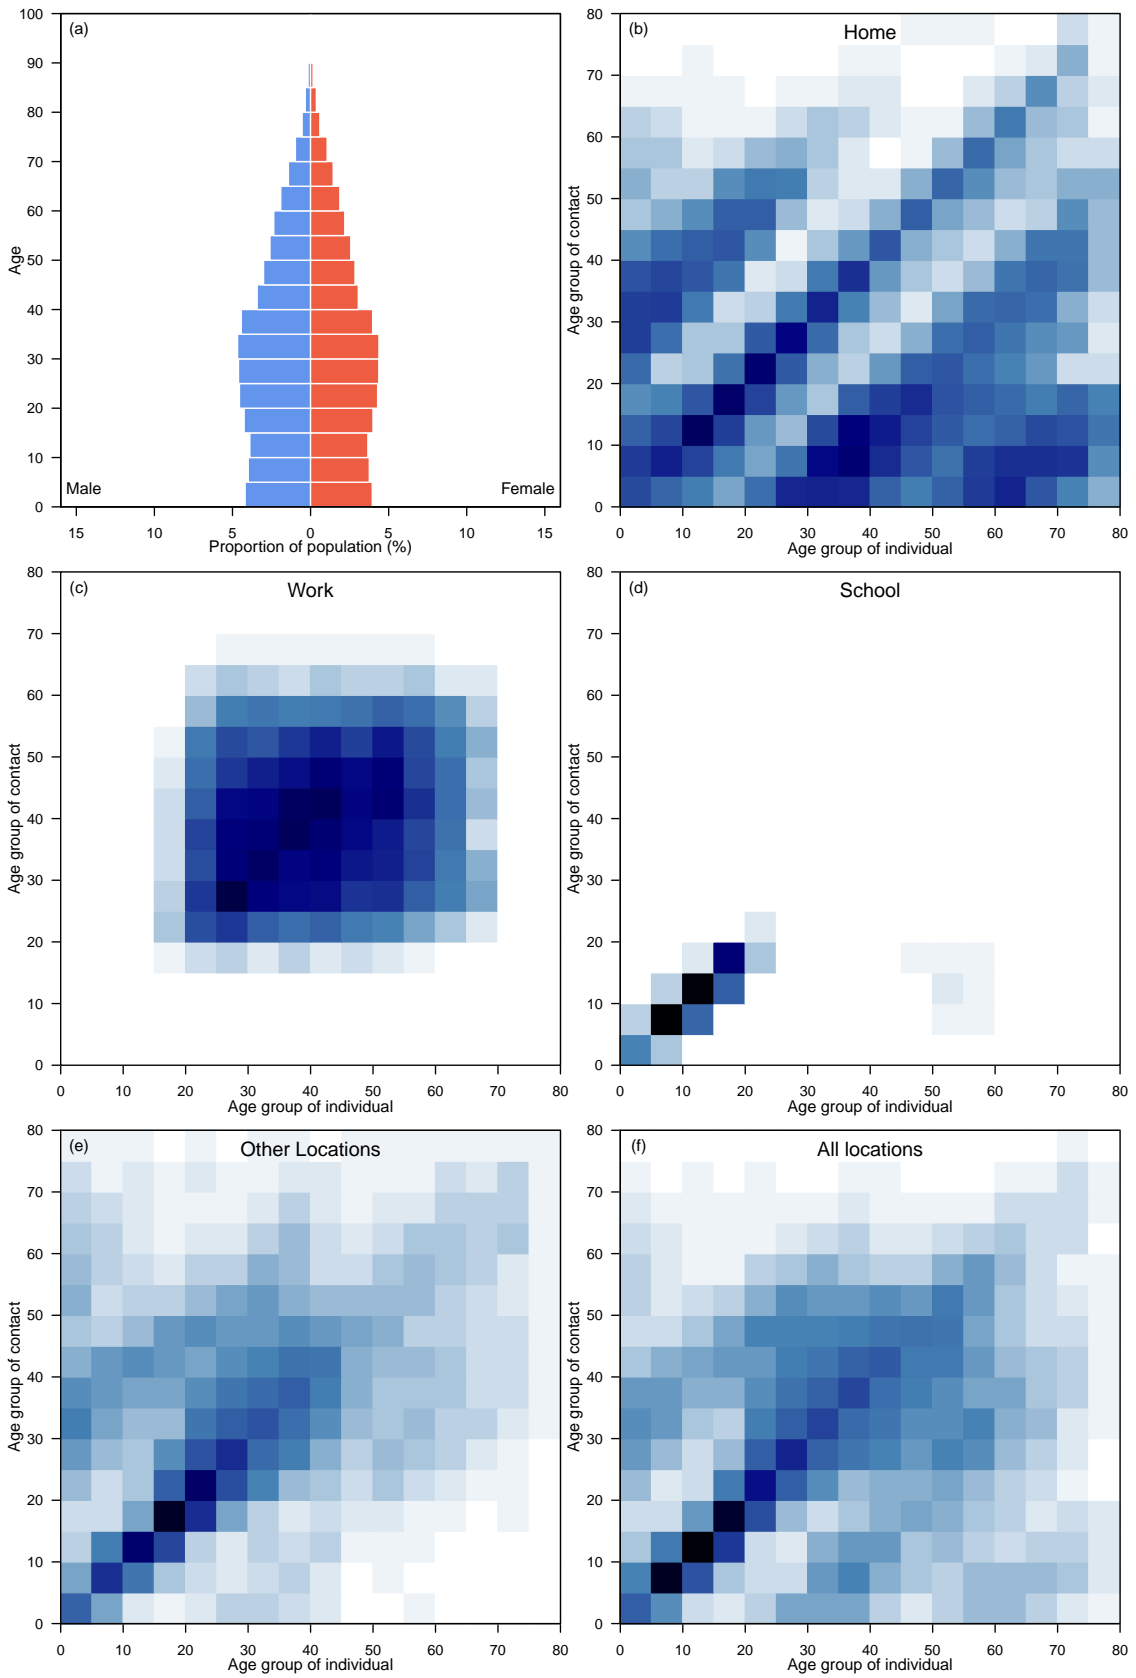 (a)
100
90
80
70
60
50
40
30
20
10
0
Age
Male
Female
15 10 5 0 5 10 15
Proportion of population (%)
(b)
Home
80
70
60
50
40
30
20
10
0
Age group of contact
0 10 20 30 40 50 60 70 80
Age group of individual
(c)
Work
80
70
60
50
40
30
20
10
0
Age group of contact
0 10 20 30 40 50 60 70 80
Age group of individual
(d)
School
80
70
60
50
40
30
20
10
0
Age group of contact
0 10 20 30 40 50 60 70 80
Age group of individual
(e)
Other Locations
80
70
60
50
40
30
20
10
0
Age group of contact
0 10 20 30 40 50 60 70 80
Age group of individual
(f)
All locations
80
70
60
50
40
30
20
10
0
Age group of contact
0 10 20 30 40 50 60 70 80
Age group of individual